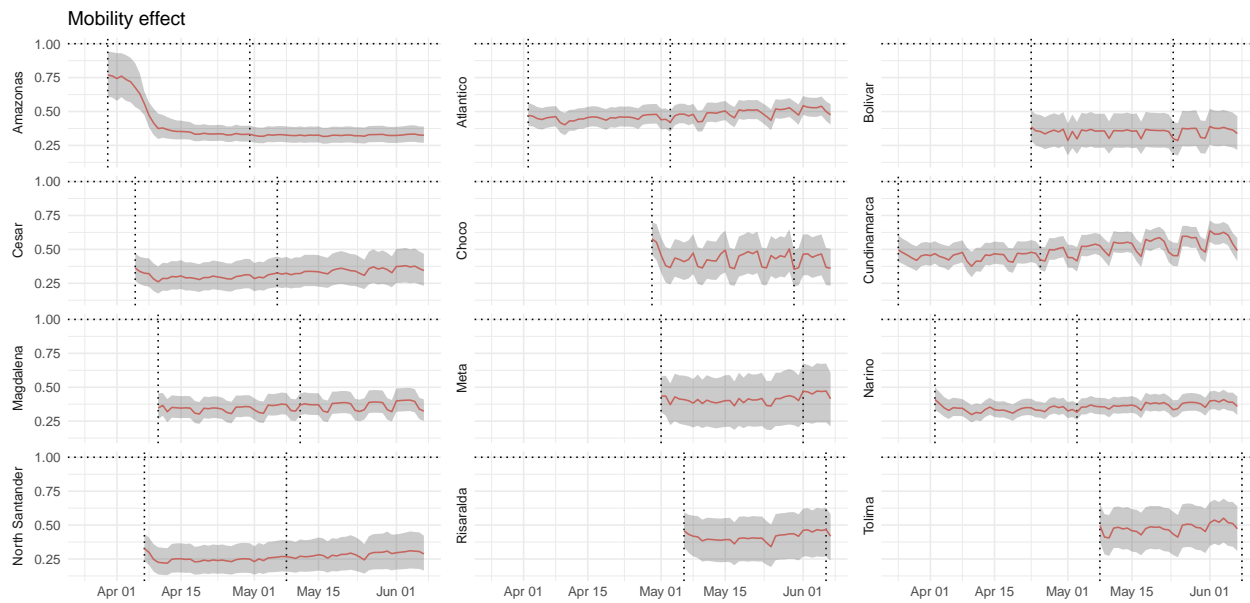 Mobility effect
Amazonas
1.00
0.75
0.50
0.25
Atlantico
Bolivar
Cesar
1.00
0.75
0.50
0.25
Choco
Cundinamarca
Magdalena
1.00
0.75
0.50
0.25
Meta
Narino
North Santander
1.00
0.75
0.50
0.25
Risaralda
Tolima
Apr 01 Apr 15 May 01 May 15 Jun 01 Apr 01 Apr 15 May 01 May 15 Jun 01 Apr 01 Apr 15 May 01 May 15 Jun 01